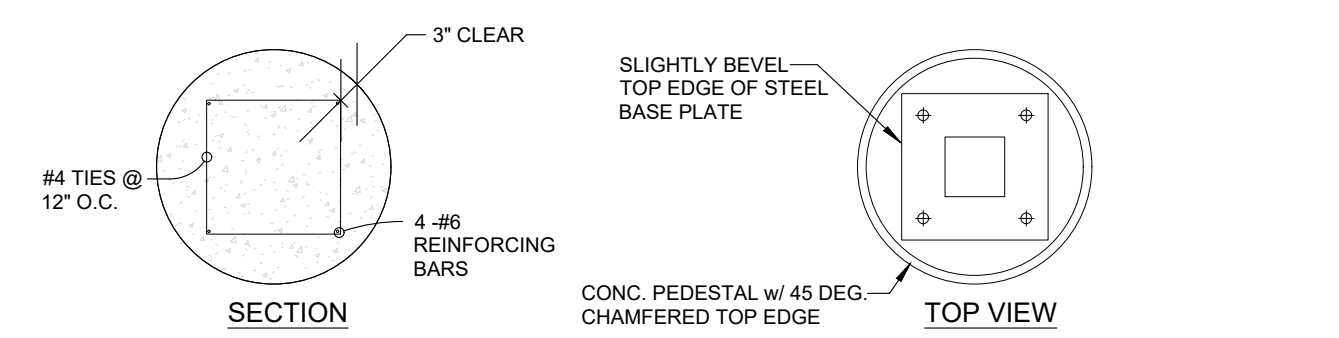 3" CLEAR
#4 TIES @
12" O.C.
4 -#6
REINFORCING
BARS
SECTION
SLIGHTLY BEVEL
TOP EDGE OF STEEL
BASE PLATE
CONC. PEDESTAL w/ 45 DEG.
CHAMFERED TOP EDGE
TOP VIEW